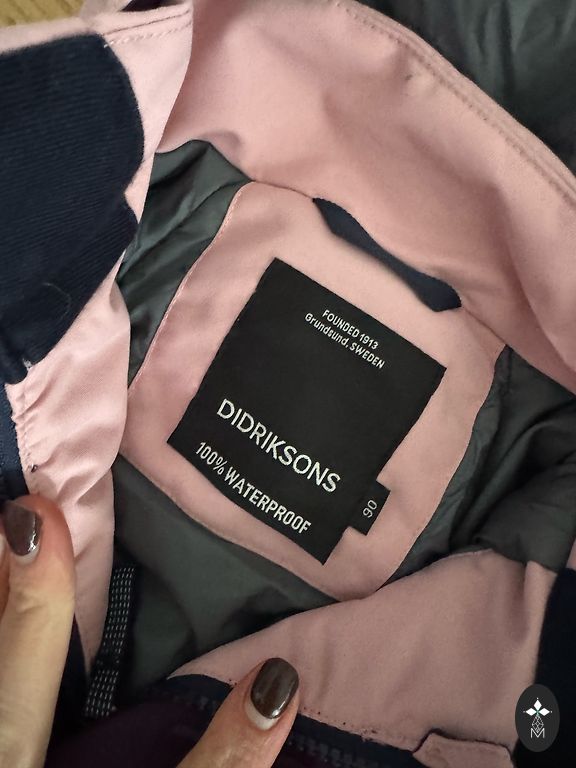 FOUNDED 1913
Grundsund, SWEDEN
DIDRIKSONS
100% WATERPROOF
90
M